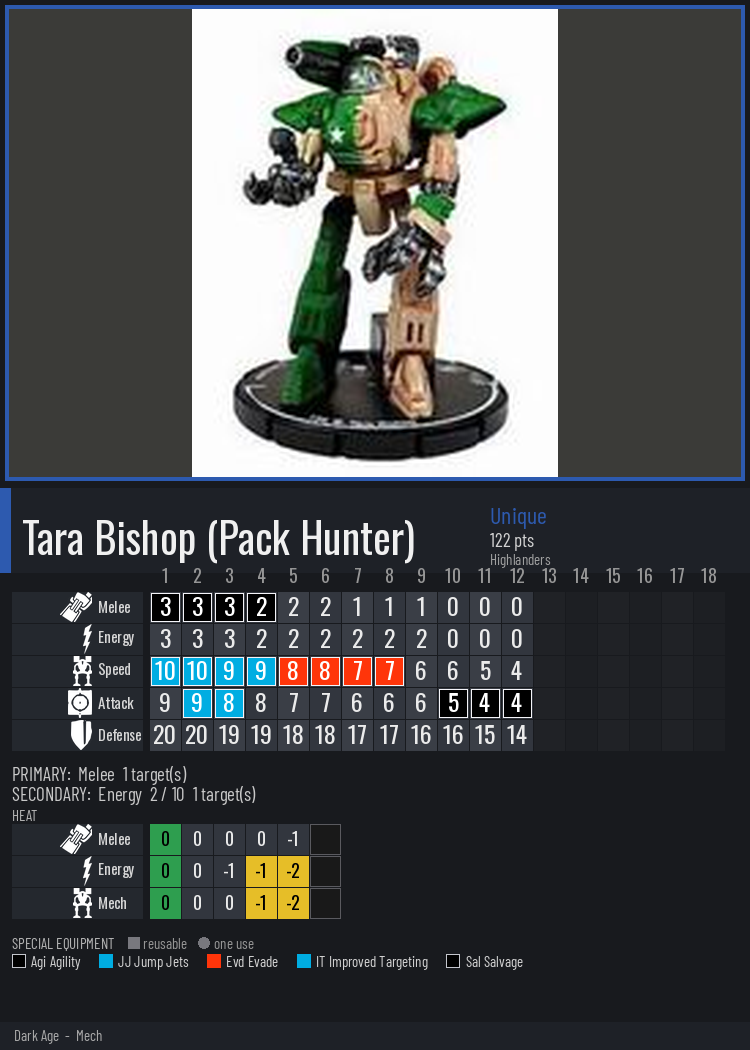 Tara Bishop (Pack Hunter)
Unique
122 pts
Highlanders
1 2 3 4 5 6 7 8 9 10 11 12 13 14 15 16 17 18
Melee 3 3 3 2 2 2 1 1 1 0 0 0
Energy 3 3 3 2 2 2 2 2 2 0 0 0
Speed 10 10 9 9 8 8 7 7 6 6 5 4
Attack 9 9 8 8 7 7 6 6 6 5 4 4
Defense 20 20 19 19 18 18 17 17 16 16 15 14
PRIMARY: Melee 1 target(s)
SECONDARY: Energy 2 / 10 1 target(s)
HEAT
Melee 0 0 0 0 -1
Energy 0 0 -1 -1 -2
Mech 0 0 0 -1 -2
SPECIAL EQUIPMENT reusable one use
Agi Agility JJ Jump Jets Evd Evade IT Improved Targeting Sal Salvage
Dark Age - Mech